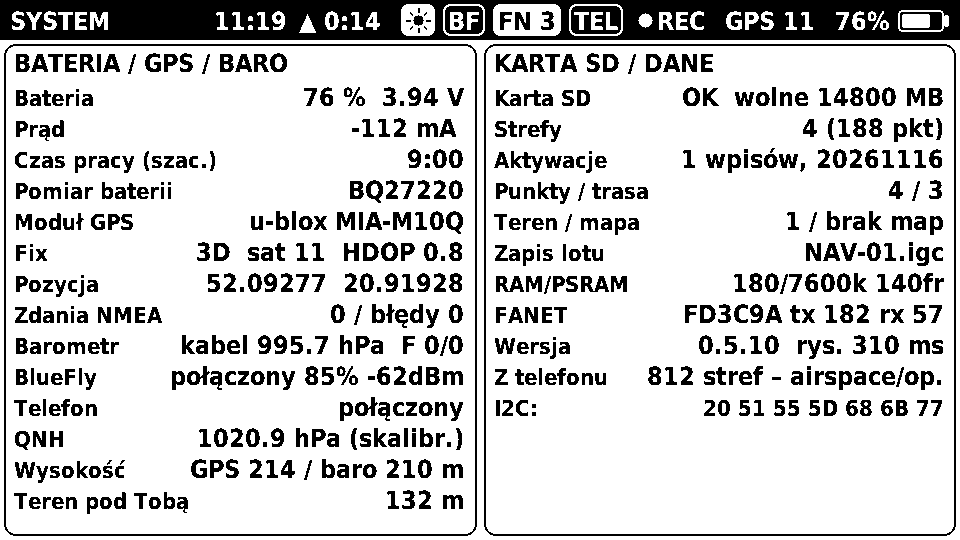 SYSTEM 11:19 ▲ 0:14 BF FN 3 TEL ●REC GPS 11 76%
BATERIA / GPS / BARO
Bateria 76 % 3.94 V
Prąd -112 mA
Czas pracy (szac.) 9:00
Pomiar baterii BQ27220
Moduł GPS u-blox MIA-M10Q
Fix 3D sat 11 HDOP 0.8
Pozycja 52.09277 20.91928
Zdania NMEA 0 / błędy 0
Barometr kabel 995.7 hPa F 0/0
BlueFly połączony 85% -62dBm
Telefon połączony
QNH 1020.9 hPa (skalibr.)
Wysokość GPS 214 / baro 210 m
Teren pod Tobą 132 m
KARTA SD / DANE
Karta SD OK wolne 14800 MB
Strefy 4 (188 pkt)
Aktywacje 1 wpisów, 20261116
Punkty / trasa 4 / 3
Teren / mapa 1 / brak map
Zapis lotu NAV-01.igc
RAM/PSRAM 180/7600k 140fr
FANET FD3C9A tx 182 rx 57
Wersja 0.5.10 rys. 310 ms
Z telefonu 812 stref – airspace/op.
I2C: 20 51 55 5D 68 6B 77